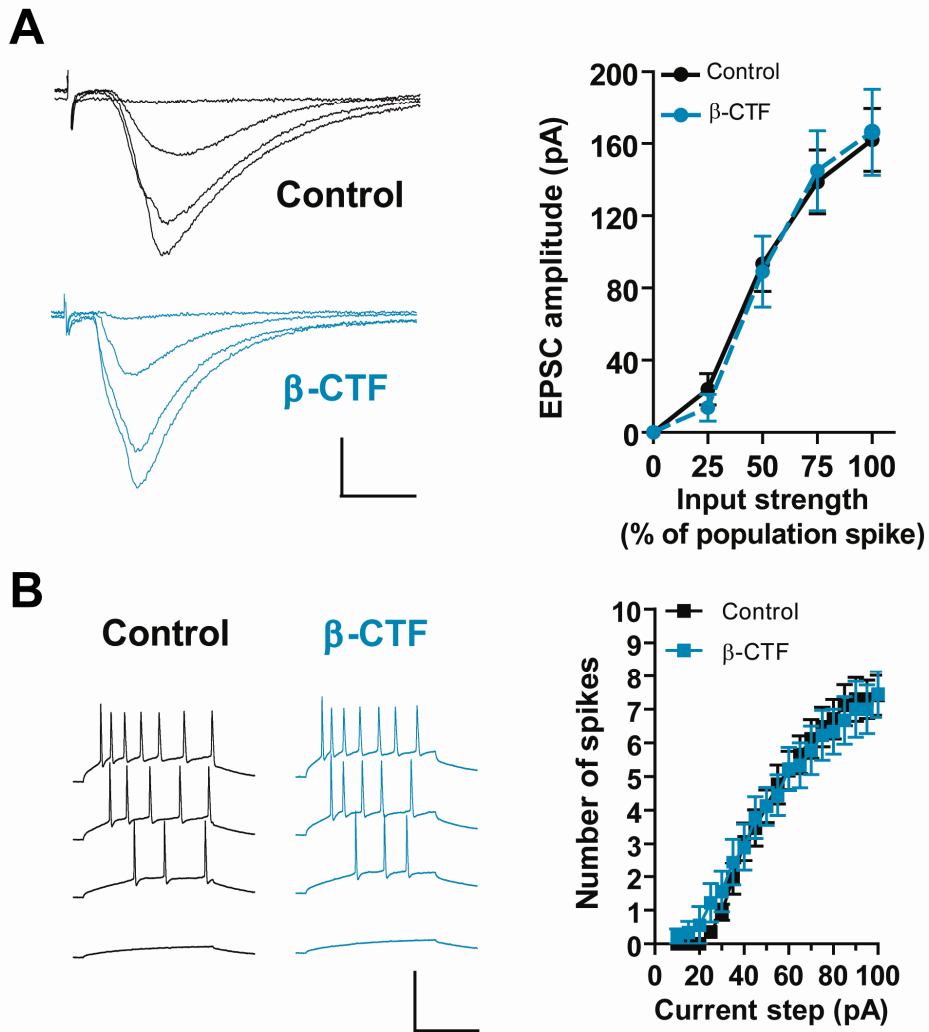 A
Control
β-CTF
Control
β-CTF
EPSC amplitude (pA)
200
160
120
80
40
0
0 25 50 75 100
Input strength
(% of population spike)
B
Control
β-CTF
Control
β-CTF
Number of spikes
10
9
8
7
6
5
4
3
2
1
0
0 20 40 60 80 100
Current step (pA)